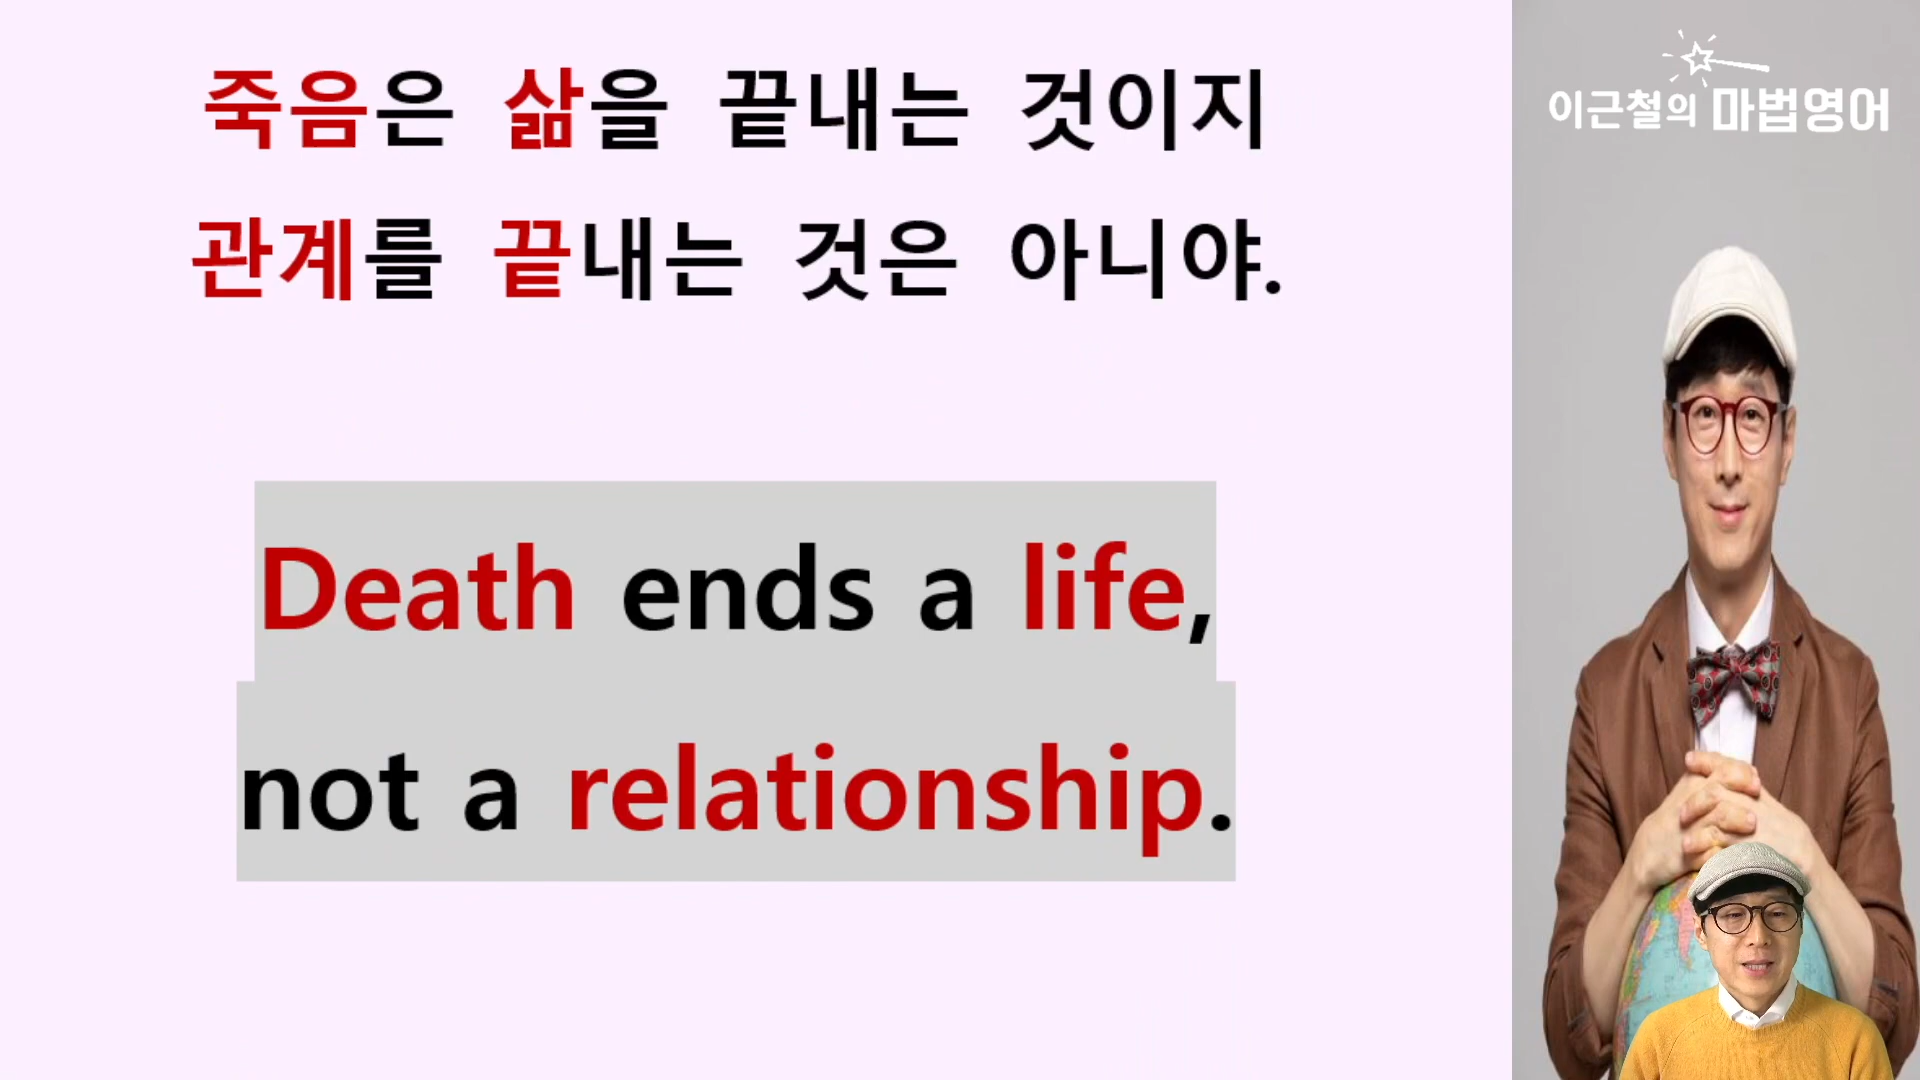 죽음은 삶을 끝내는 것이지
관계를 끝내는 것은 아니야.
Death ends a life,
not a relationship.
이근철의 마법영어